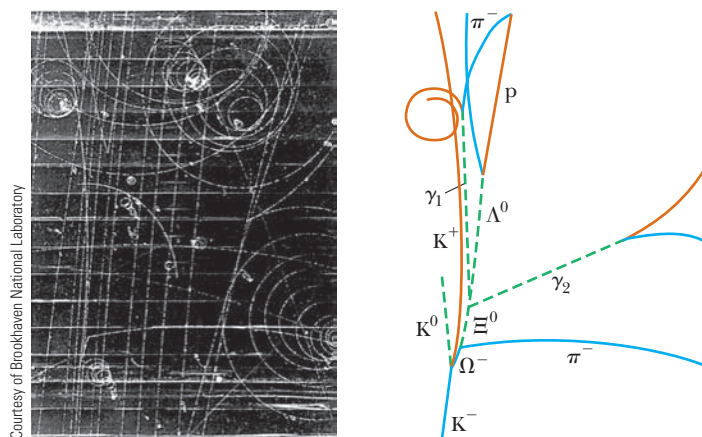 Courtesy of Brookhaven National Laboratory
π⁻
p
γ₁
Λ⁰
K⁺
γ₂
K⁰
Ξ⁰
Ω⁻
π⁻
K⁻